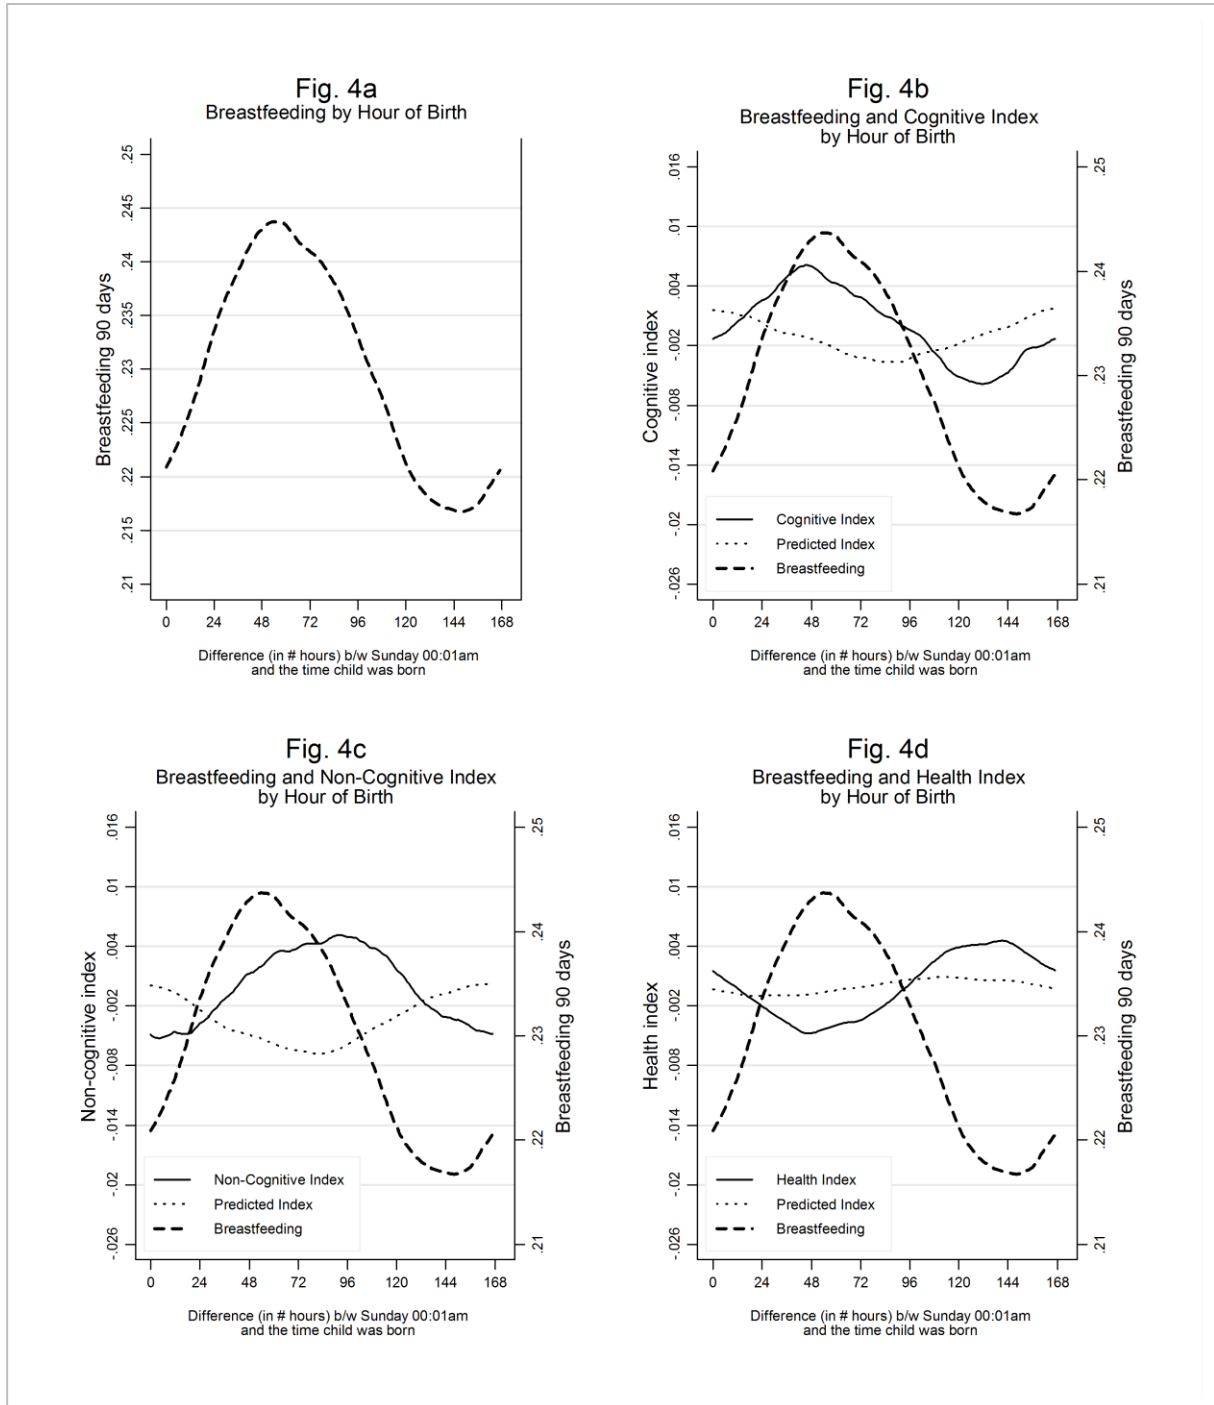 Fig. 4a
Breastfeeding by Hour of Birth
Breastfeeding 90 days
.25
.245
.24
.235
.23
.225
.22
.215
.21
0 24 48 72 96 120 144 168
Difference (in # hours) b/w Sunday 00:01am
and the time child was born
Fig. 4b
Breastfeeding and Cognitive Index
by Hour of Birth
Cognitive index
.016
.01
.004
-.002
-.008
-.014
-.02
-.026
Breastfeeding 90 days
.25
.24
.23
.22
.21
Cognitive Index
Predicted Index
Breastfeeding
0 24 48 72 96 120 144 168
Difference (in # hours) b/w Sunday 00:01am
and the time child was born
Fig. 4c
Breastfeeding and Non-Cognitive Index
by Hour of Birth
Non-cognitive index
.016
.01
.004
-.002
-.008
-.014
-.02
-.026
Breastfeeding 90 days
.25
.24
.23
.22
.21
Non-Cognitive Index
Predicted Index
Breastfeeding
0 24 48 72 96 120 144 168
Difference (in # hours) b/w Sunday 00:01am
and the time child was born
Fig. 4d
Breastfeeding and Health Index
by Hour of Birth
Health index
.016
.01
.004
-.002
-.008
-.014
-.02
-.026
Breastfeeding 90 days
.25
.24
.23
.22
.21
Health Index
Predicted Index
Breastfeeding
0 24 48 72 96 120 144 168
Difference (in # hours) b/w Sunday 00:01am
and the time child was born